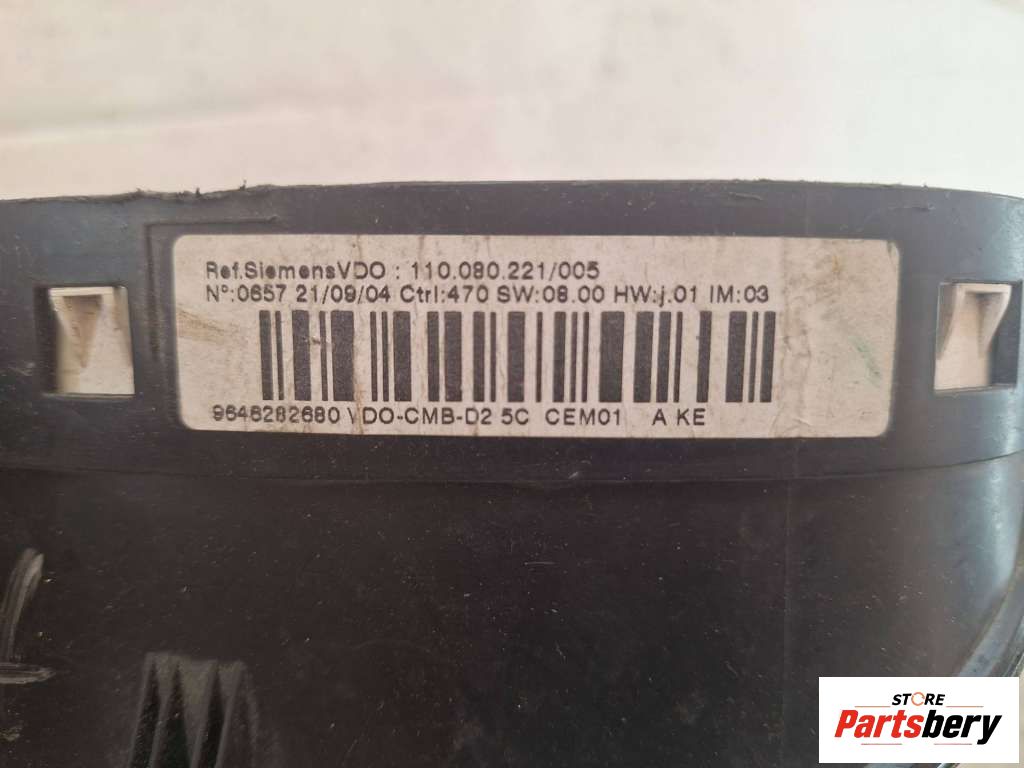 Ref.SiemensVDO : 110.080.221/005
N°:0657 21/09/04 Ctrl:470 SW:08.00 HW:j.01 IM:03
9646282680 VDO-CMB-D2 5C CEM01 A KE
STORE
Partsbery